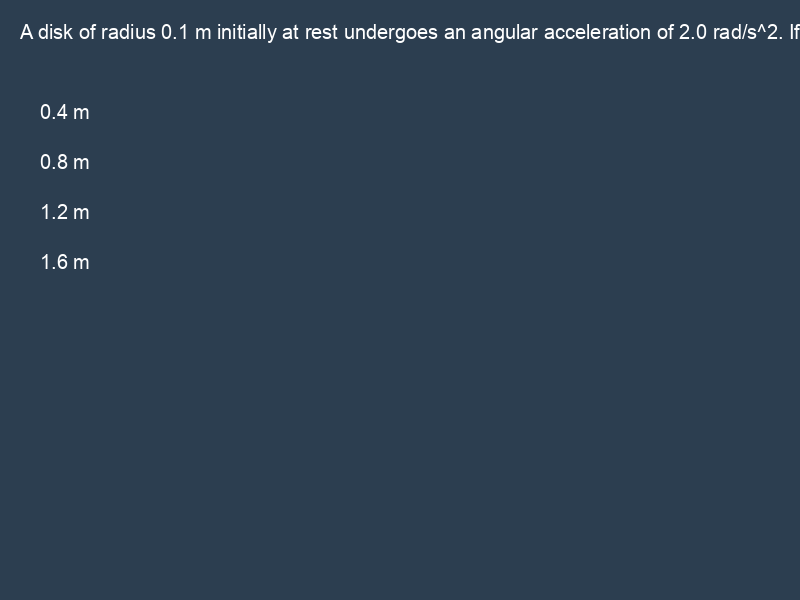 A disk of radius 0.1 m initially at rest undergoes an angular acceleration of 2.0 rad/s^2. If
0.4 m
0.8 m
1.2 m
1.6 m